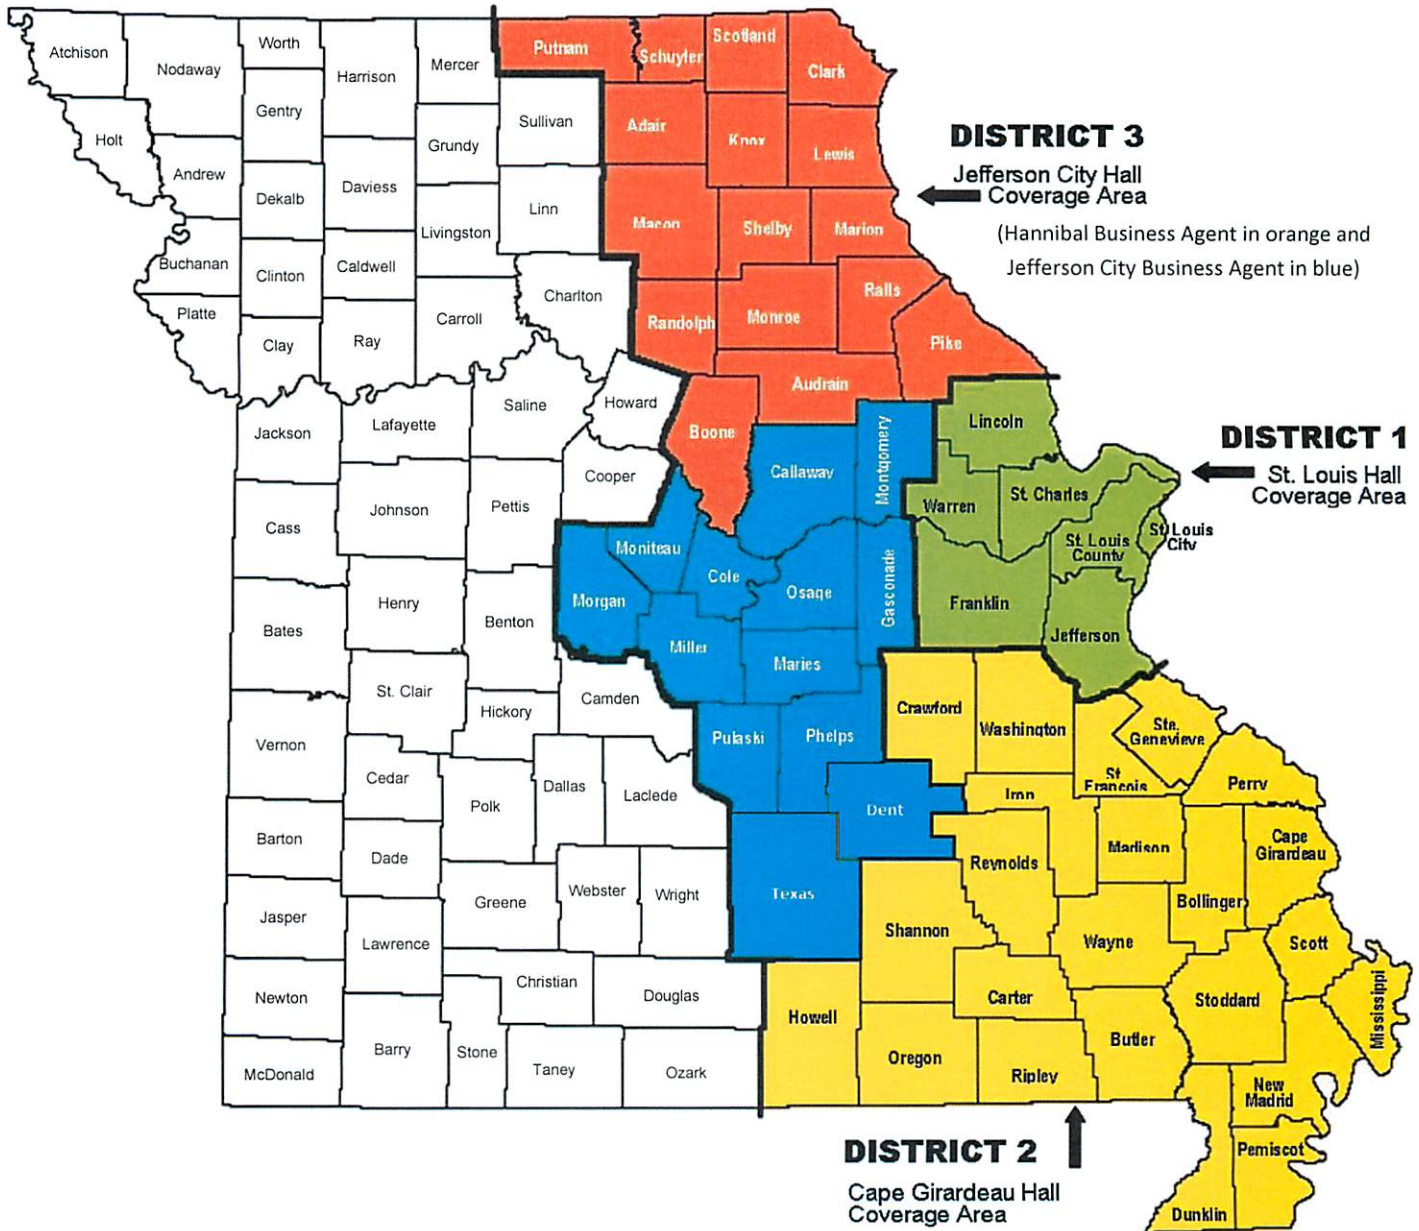 Atchison
Nodaway
Worth
Harrison
Mercer
Putnam
Schuyler
Scotland
Clark
Gentry
Sullivan
Adair
Knox
Lewis
Holt
Andrew
Dekalb
Daviess
Grundy
Linn
Macon
Shelby
Marion
DISTRICT 3
Jefferson City Hall
Coverage Area
(Hannibal Business Agent in orange and
Jefferson City Business Agent in blue)
Buchanan
Clinton
Caldwell
Livingston
Charlton
Randolph
Monroe
Ralls
Pike
Platte
Clay
Ray
Carroll
Audrain
Jackson
Lafayette
Saline
Howard
Boone
Callaway
Montgomery
Lincoln
DISTRICT 1
St. Louis Hall
Coverage Area
Cooper
Warren
St. Charles
St. Louis
County
St. Louis
City
Cass
Johnson
Pettis
Moniteau
Cole
Osage
Gasconade
Franklin
Jefferson
Morgan
Miller
Maries
Bates
Henry
Benton
St. Clair
Hickory
Camden
Pulaski
Phelps
Crawford
Washington
Ste.
Genevieve
St.
Francois
Perry
Vernon
Cedar
Polk
Dallas
Laclede
Dent
Iron
Reynolds
Madison
Cape
Girardeau
Barton
Dade
Greene
Webster
Wright
Texas
Shannon
Wayne
Bollinger
Scott
Jasper
Lawrence
Christian
Douglas
Howell
Carter
Stoddard
Mississippi
Newton
Barry
Stone
Taney
Ozark
Oregon
Ripley
Butler
New
Madrid
McDonald
Pemiscot
Dunklin
DISTRICT 2
Cape Girardeau Hall
Coverage Area